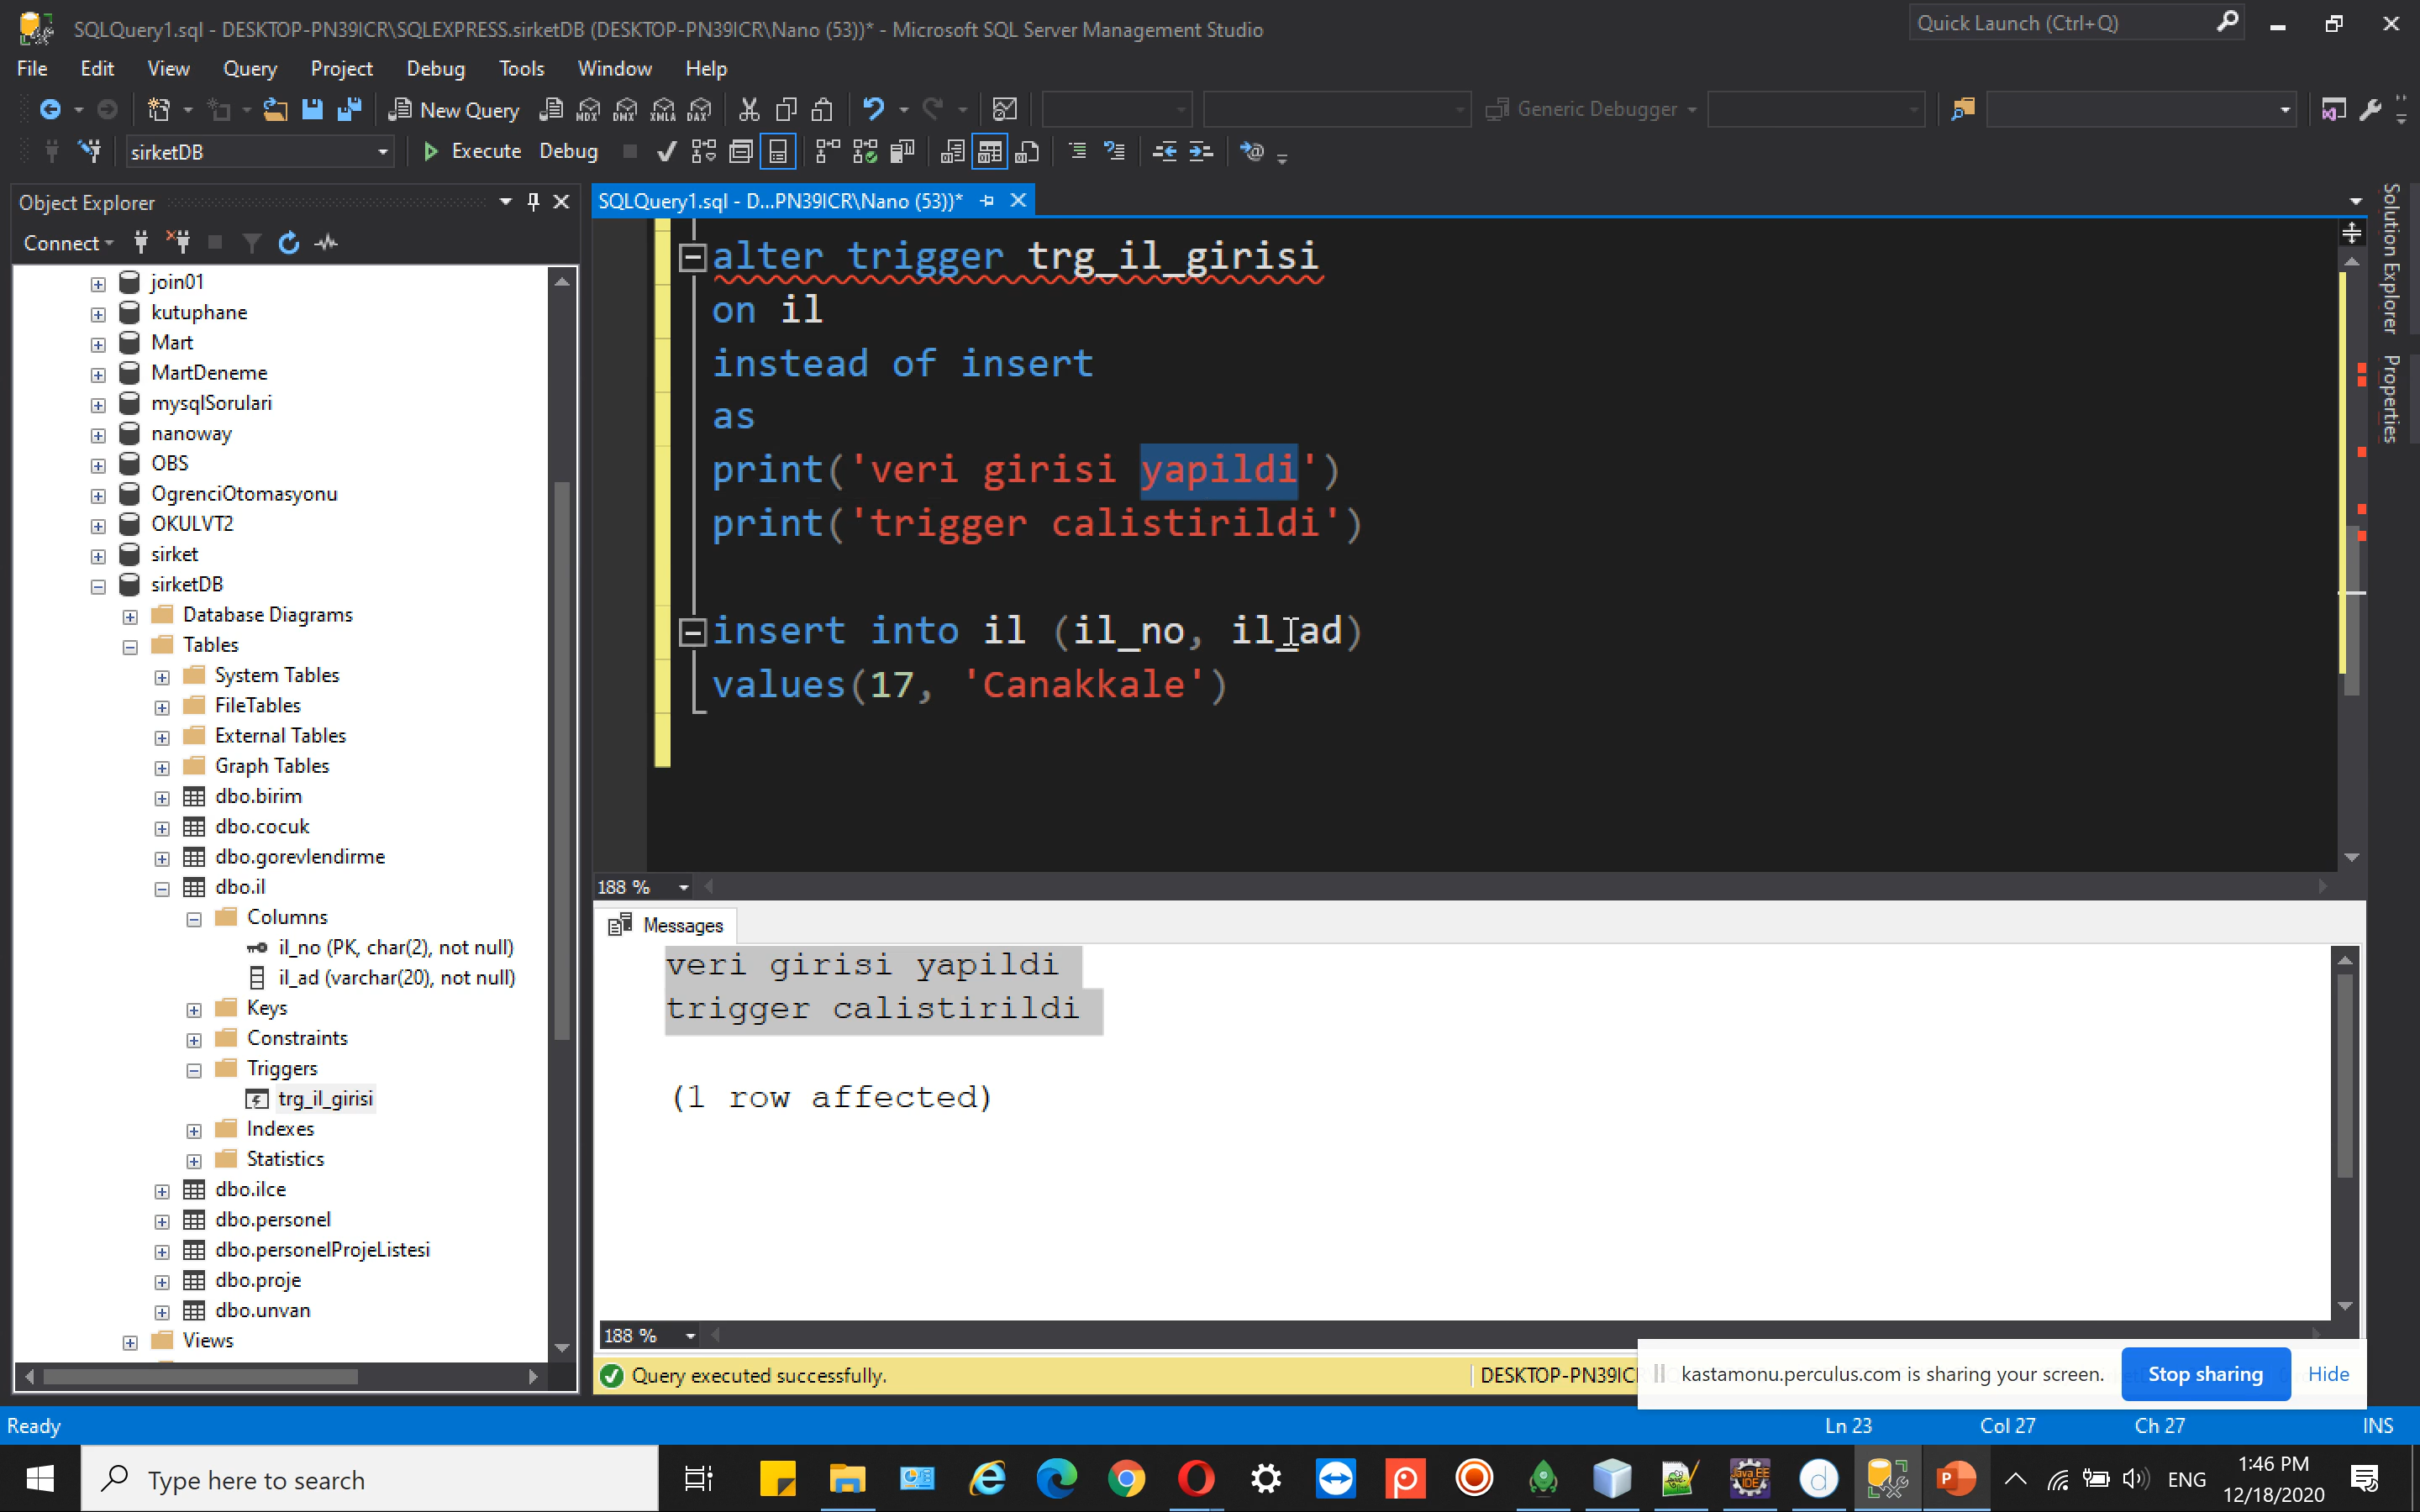 SQLQuery1.sql - DESKTOP-PN39ICR\SQLEXPRESS.sirketDB (DESKTOP-PN39ICR\Nano (53))* - Microsoft SQL Server Management Studio
Quick Launch (Ctrl+Q)
File Edit View Query Project Debug Tools Window Help
New Query MDX DMX XMLA DAX Generic Debugger
sirketDB Execute Debug
Object Explorer
Connect
join01
kutuphane
Mart
MartDeneme
mysqlSorulari
nanoway
OBS
OgrenciOtomasyonu
OKULVT2
sirket
sirketDB
Database Diagrams
Tables
System Tables
FileTables
External Tables
Graph Tables
dbo.birim
dbo.cocuk
dbo.gorevlendirme
dbo.il
Columns
il_no (PK, char(2), not null)
il_ad (varchar(20), not null)
Keys
Constraints
Triggers
trg_il_girisi
Indexes
Statistics
dbo.ilce
dbo.personel
dbo.personelProjeListesi
dbo.proje
dbo.unvan
Views
SQLQuery1.sql - D...PN39ICR\Nano (53))*
alter trigger trg_il_girisi
on il
instead of insert
as
print('veri girisi yapildi')
print('trigger calistirildi')
insert into il (il_no, il_ad)
values(17, 'Canakkale')
188 %
Messages
veri girisi yapildi
trigger calistirildi
(1 row affected)
188 %
Query executed successfully.
DESKTOP-PN39IC
kastamonu.perculus.com is sharing your screen.
Stop sharing
Hide
Solution Explorer
Properties
Ready
Ln 23 Col 27 Ch 27 INS
Type here to search
ENG
1:46 PM
12/18/2020